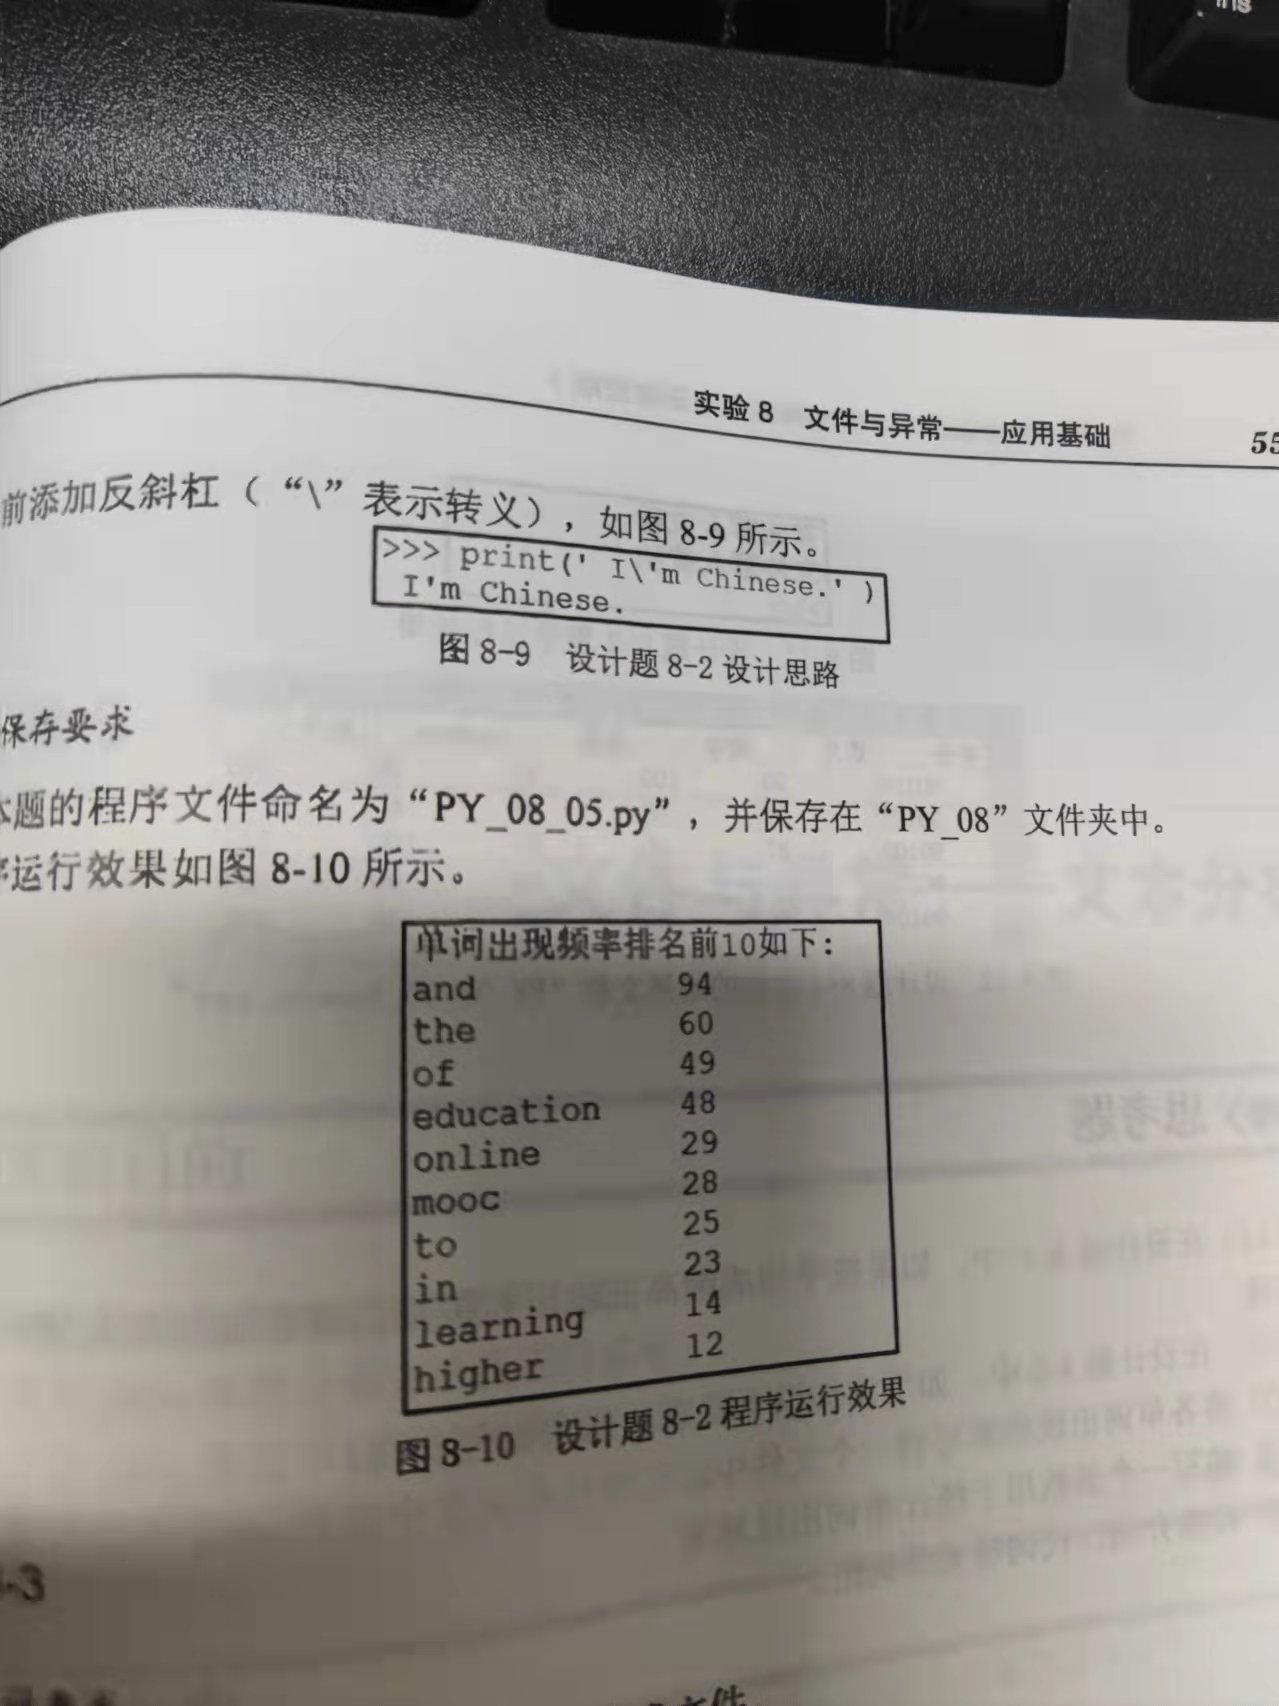 实验8 文件与异常——应用基础 55
前添加反斜杠（“\”表示转义），如图 8-9 所示。
>>> print(' I\'m Chinese.' )
I'm Chinese.
图 8-9 设计题 8-2 设计思路
保存要求
本题的程序文件命名为“PY_08_05.py”，并保存在“PY_08”文件夹中。
序运行效果如图 8-10 所示。
单词出现频率排名前10如下:
and 94
the 60
of 49
education 48
online 29
mooc 28
to 25
in 23
learning 14
higher 12
图 8-10 设计题 8-2 程序运行效果
-3
文件